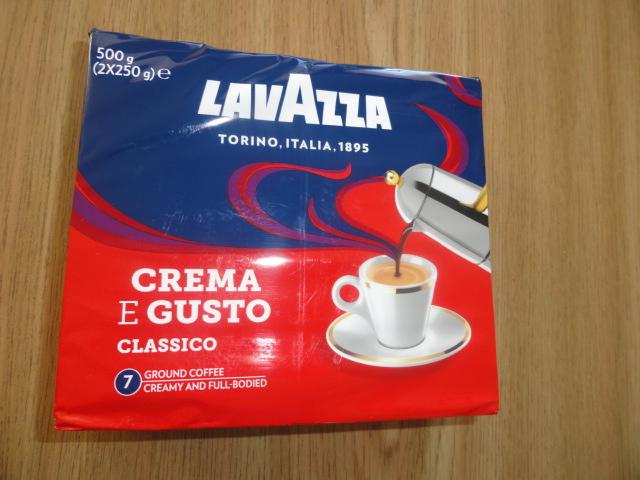 500 g
(2X250 g) ℮
LAVAZZA
TORINO, ITALIA, 1895
CREMA
E GUSTO
CLASSICO
7 GROUND COFFEE
CREAMY AND FULL-BODIED